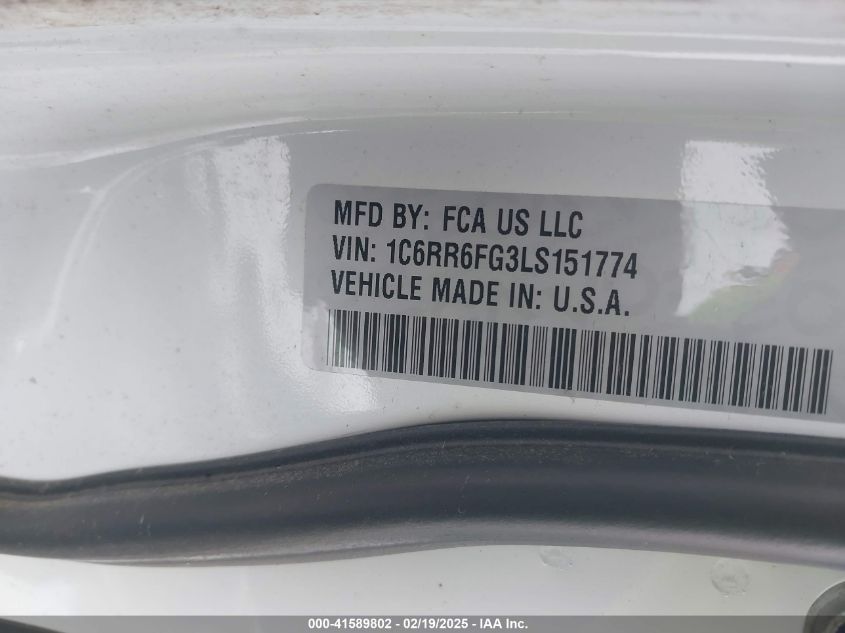 MFD BY: FCA US LLC
VIN: 1C6RR6FG3LS151774
VEHICLE MADE IN: U.S.A.
000-41589802 - 02/19/2025 - IAA Inc.